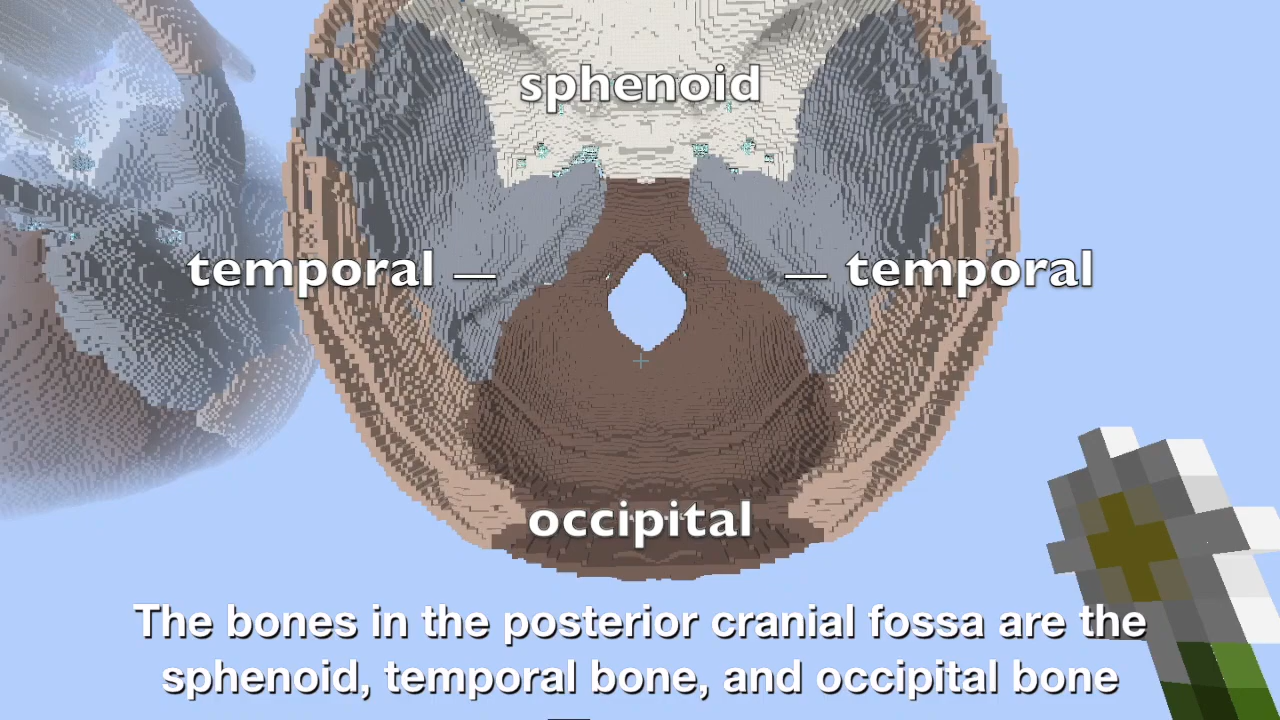 sphenoid
temporal — — temporal
occipital
The bones in the posterior cranial fossa are the
sphenoid, temporal bone, and occipital bone